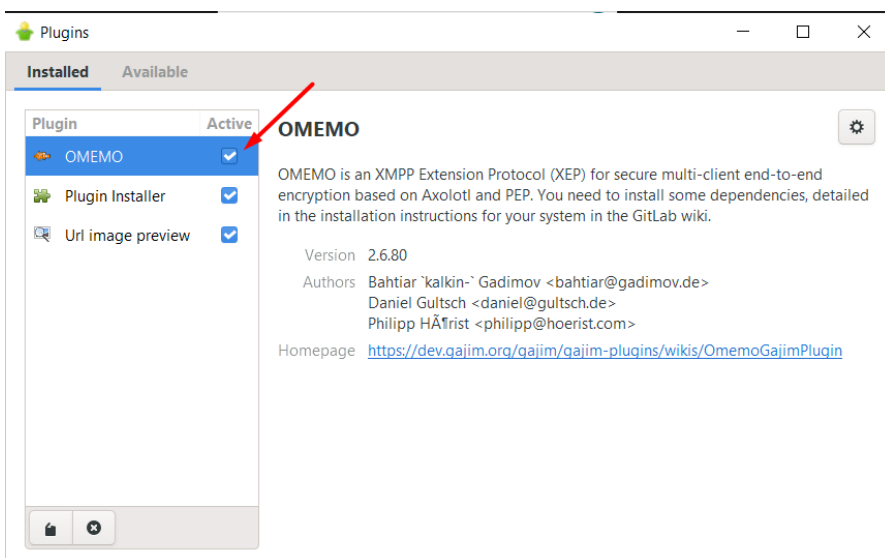 Plugins
Installed Available
Plugin Active
OMEMO
Plugin Installer
Url image preview
OMEMO
OMEMO is an XMPP Extension Protocol (XEP) for secure multi-client end-to-end
encryption based on Axolotl and PEP. You need to install some dependencies, detailed
in the installation instructions for your system in the GitLab wiki.
Version 2.6.80
Authors Bahtiar `kalkin-` Gadimov <bahtiar@gadimov.de>
Daniel Gultsch <daniel@gultsch.de>
Philipp HÃ¶rist <philipp@hoerist.com>
Homepage https://dev.gajim.org/gajim/gajim-plugins/wikis/OmemoGajimPlugin